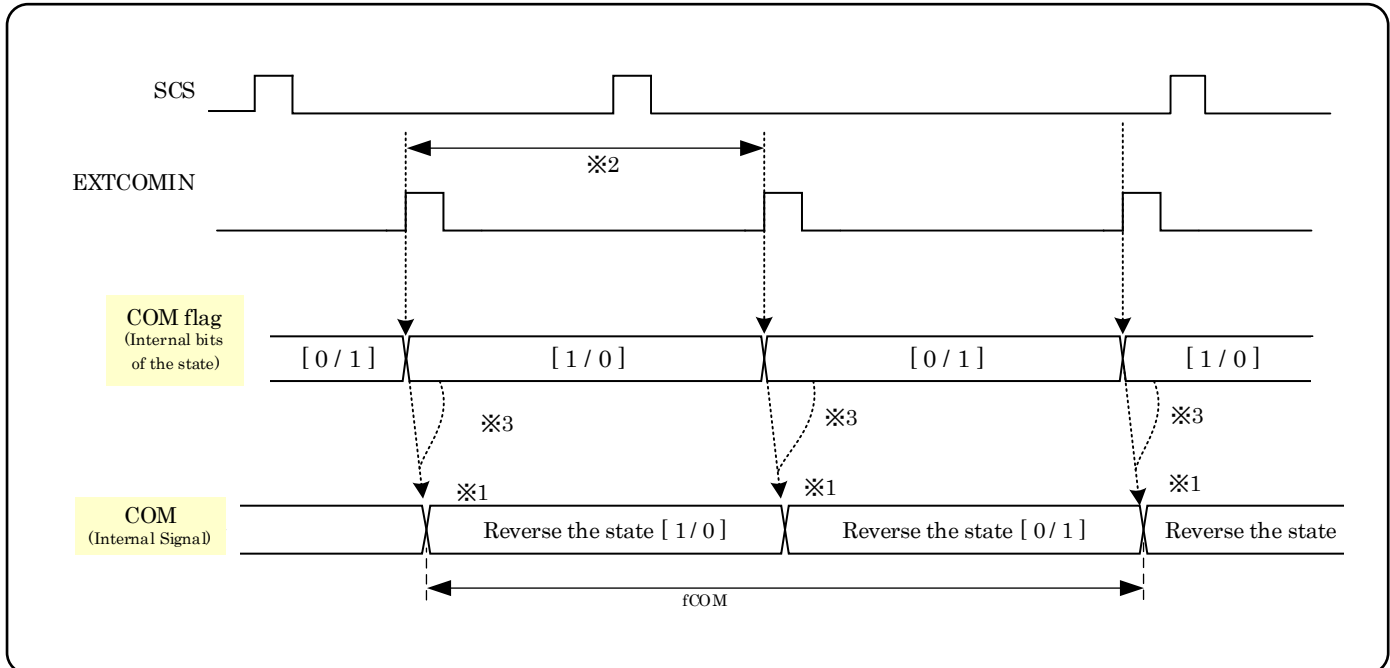 SCS
※2
EXTCOMIN
COM flag
(Internal bits
of the state)
[ 0 / 1 ]
[ 1 / 0 ]
[ 0 / 1 ]
[ 1 / 0 ]
※3
※3
※3
※1
※1
※1
COM
(Internal Signal)
Reverse the state [ 1 / 0 ]
Reverse the state [ 0 / 1 ]
Reverse the state
fCOM